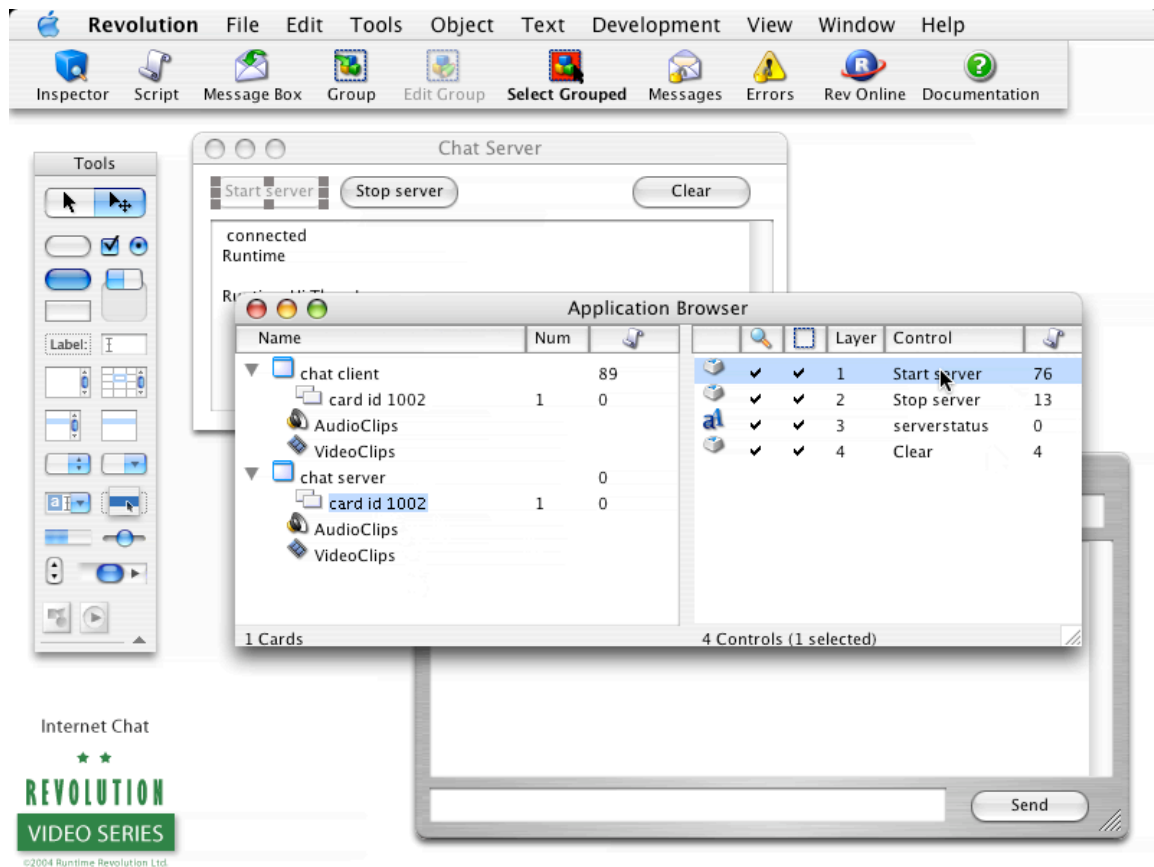 Revolution File Edit Tools Object Text Development View Window Help
Inspector Script Message Box Group Edit Group Select Grouped Messages Errors Rev Online Documentation
Tools
Label:
Chat Server
Start server Stop server Clear
connected
Runtime
Application Browser
Name Num Layer Control
chat client 89
card id 1002 1 0
AudioClips
VideoClips
chat server 0
card id 1002 1 0
AudioClips
VideoClips
1 Start server 76
2 Stop server 13
3 serverstatus 0
4 Clear 4
1 Cards
4 Controls (1 selected)
Send
Internet Chat
REVOLUTION
VIDEO SERIES
©2004 Runtime Revolution Ltd.